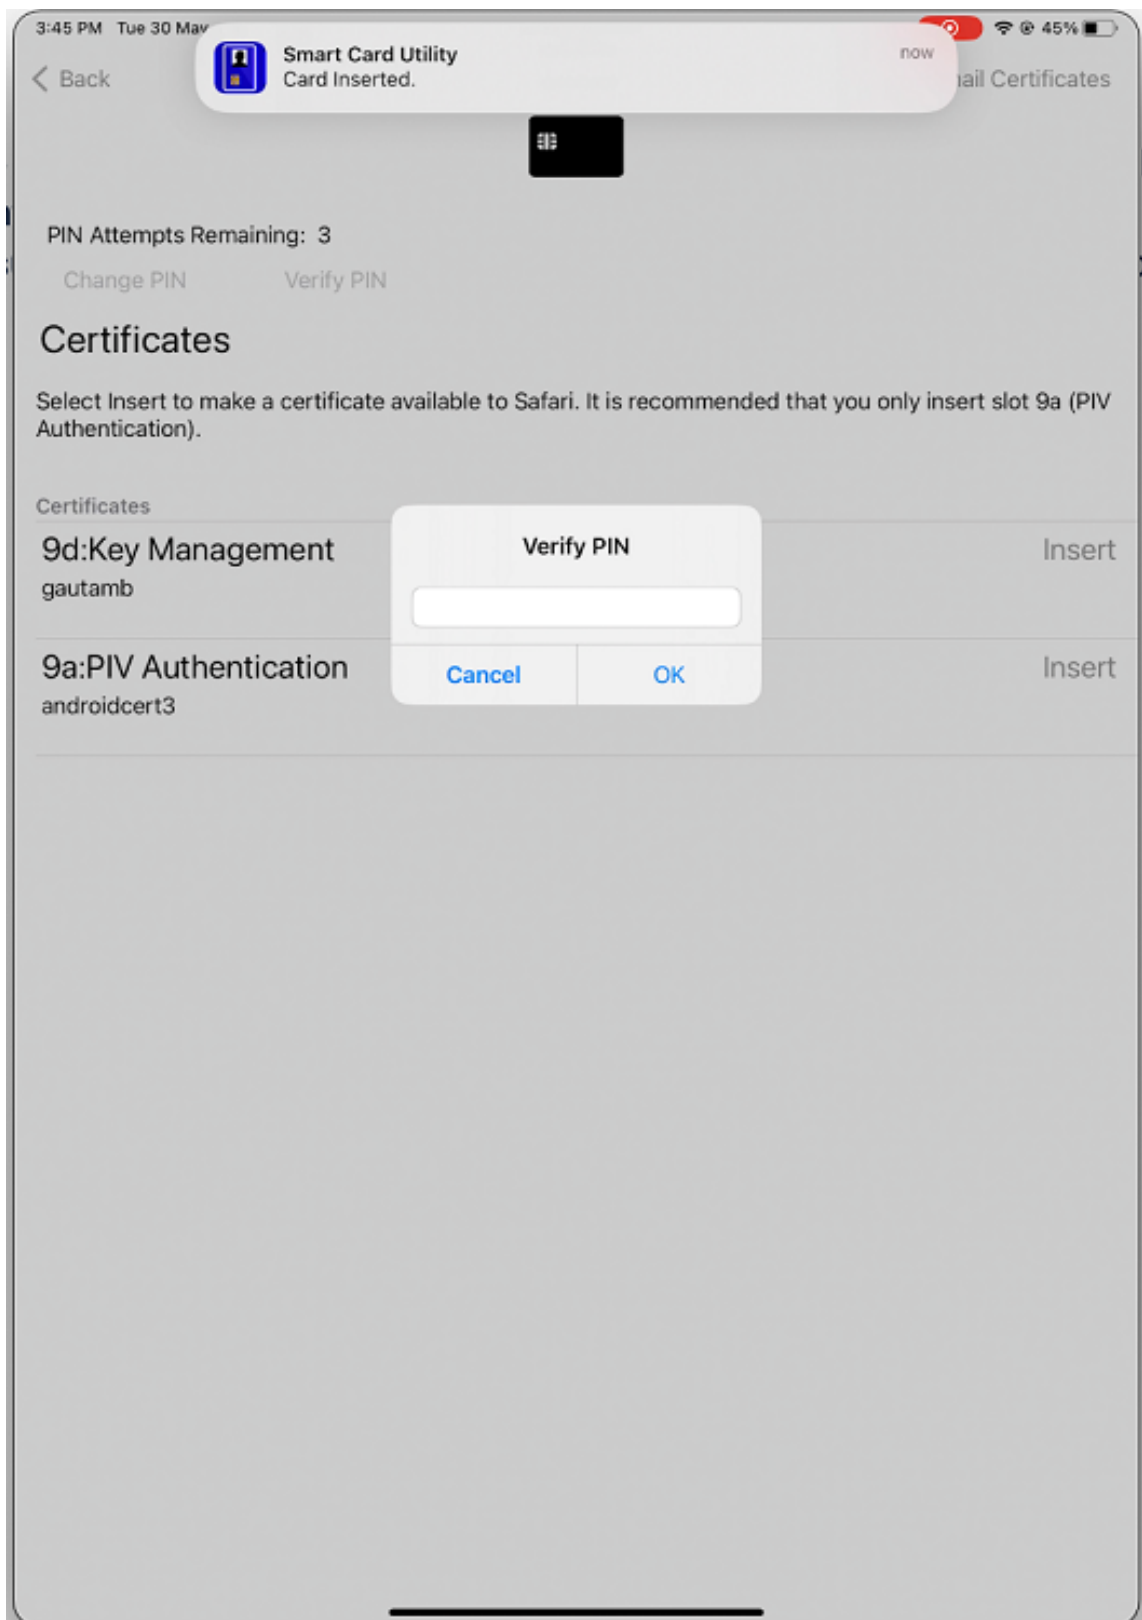 3:45 PM Tue 30 May
45%
Smart Card Utility
now
Card Inserted.
Back
Certificates
PIN Attempts Remaining: 3
Change PIN
Verify PIN
Certificates
Select Insert to make a certificate available to Safari. It is recommended that you only insert slot 9a (PIV
Authentication).
Certificates
9d:Key Management
Insert
gautamb
Verify PIN
9a:PIV Authentication
Insert
androidcert3
Cancel
OK